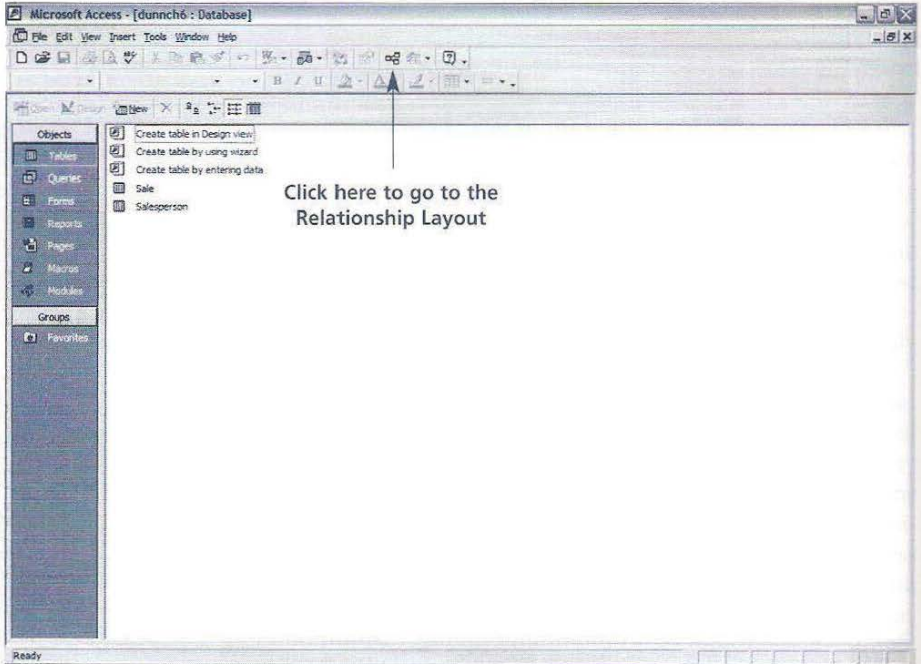 Microsoft Access - [dunnch6 : Database]
File Edit View Insert Tools Window Help
B I U A
Open Design New
Objects
Tables
Queries
Forms
Reports
Pages
Macros
Modules
Groups
Favorites
Create table in Design view
Create table by using wizard
Create table by entering data
Sale
Salesperson
Click here to go to the
Relationship Layout
Ready